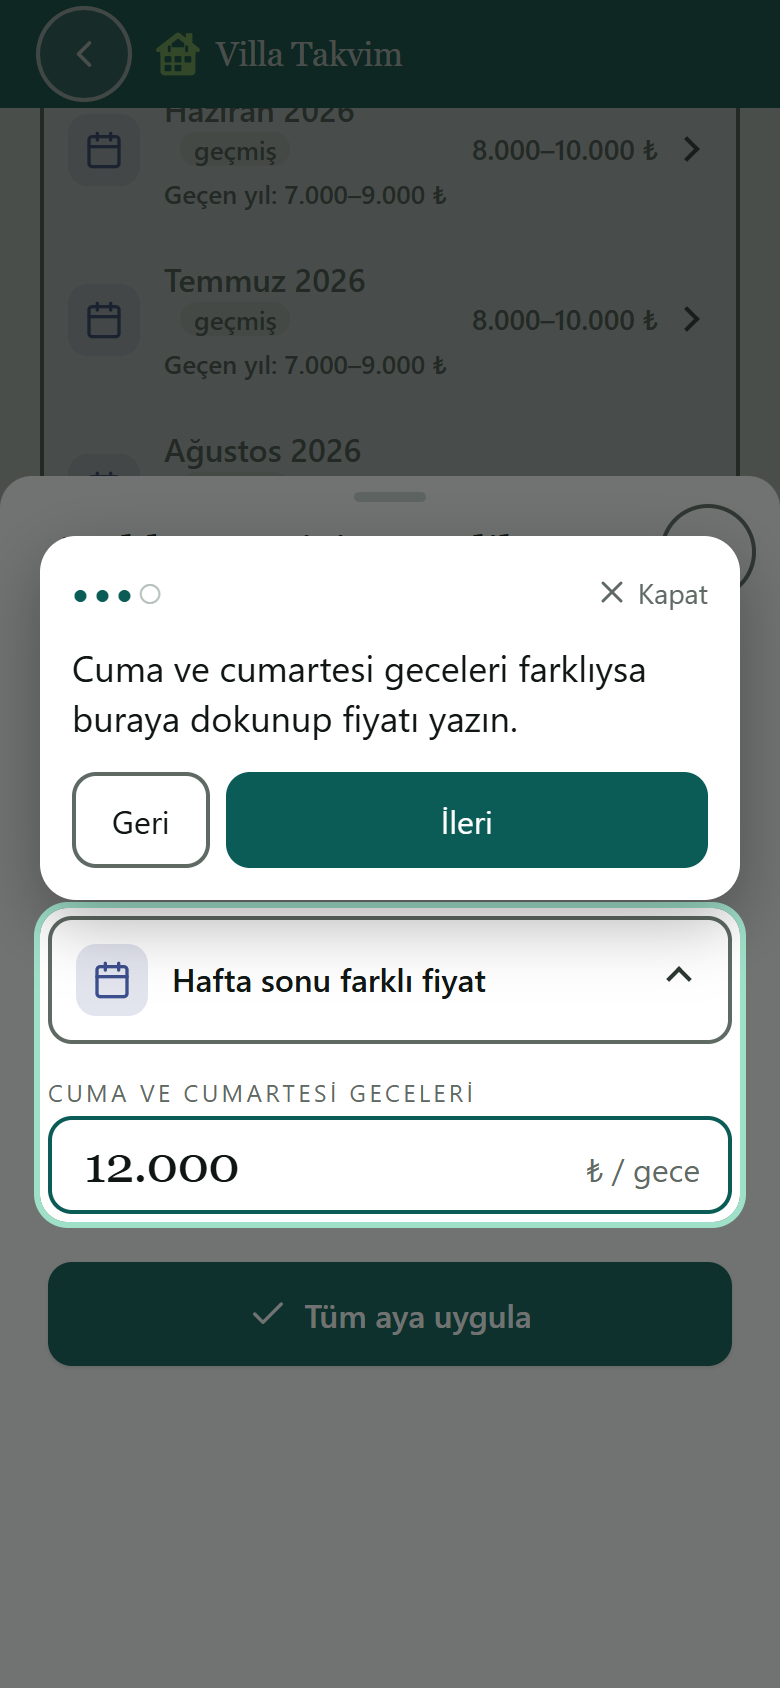 Villa Takvim
Haziran 2026
geçmiş
8.000–10.000 ₺
Geçen yıl: 7.000–9.000 ₺
Temmuz 2026
geçmiş
8.000–10.000 ₺
Geçen yıl: 7.000–9.000 ₺
Ağustos 2026
Kapat
Cuma ve cumartesi geceleri farklıysa
buraya dokunup fiyatı yazın.
Geri
İleri
Hafta sonu farklı fiyat
CUMA VE CUMARTESİ GECELERİ
12.000
₺ / gece
Tüm aya uygula